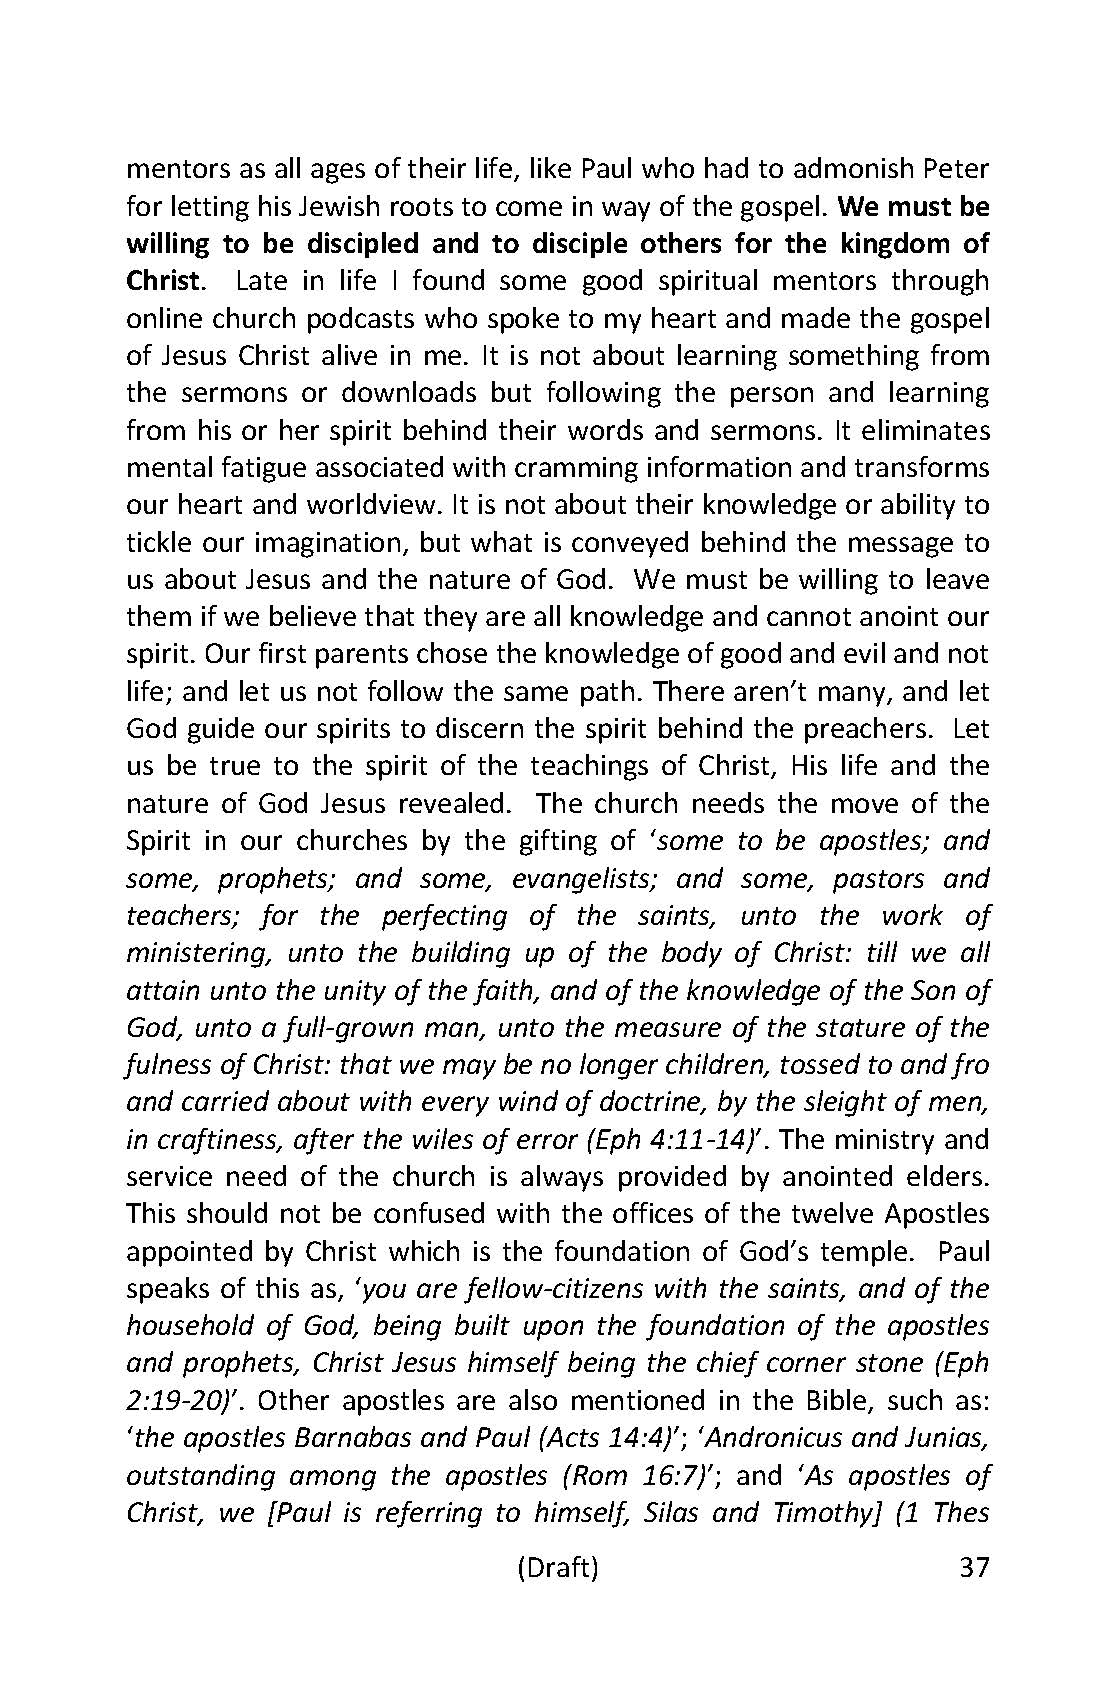 mentors as all ages of their life, like Paul who had to admonish Peter
for letting his Jewish roots to come in way of the gospel. We must be
willing to be discipled and to disciple others for the kingdom of
Christ. Late in life I found some good spiritual mentors through
online church podcasts who spoke to my heart and made the gospel
of Jesus Christ alive in me. It is not about learning something from
the sermons or downloads but following the person and learning
from his or her spirit behind their words and sermons. It eliminates
mental fatigue associated with cramming information and transforms
our heart and worldview. It is not about their knowledge or ability to
tickle our imagination, but what is conveyed behind the message to
us about Jesus and the nature of God. We must be willing to leave
them if we believe that they are all knowledge and cannot anoint our
spirit. Our first parents chose the knowledge of good and evil and not
life; and let us not follow the same path. There aren’t many, and let
God guide our spirits to discern the spirit behind the preachers. Let
us be true to the spirit of the teachings of Christ, His life and the
nature of God Jesus revealed. The church needs the move of the
Spirit in our churches by the gifting of ‘some to be apostles; and
some, prophets; and some, evangelists; and some, pastors and
teachers; for the perfecting of the saints, unto the work of
ministering, unto the building up of the body of Christ: till we all
attain unto the unity of the faith, and of the knowledge of the Son of
God, unto a full-grown man, unto the measure of the stature of the
fulness of Christ: that we may be no longer children, tossed to and fro
and carried about with every wind of doctrine, by the sleight of men,
in craftiness, after the wiles of error (Eph 4:11-14)’. The ministry and
service need of the church is always provided by anointed elders.
This should not be confused with the offices of the twelve Apostles
appointed by Christ which is the foundation of God’s temple. Paul
speaks of this as, ‘you are fellow-citizens with the saints, and of the
household of God, being built upon the foundation of the apostles
and prophets, Christ Jesus himself being the chief corner stone (Eph
2:19-20)’. Other apostles are also mentioned in the Bible, such as:
‘the apostles Barnabas and Paul (Acts 14:4)’; ‘Andronicus and Junias,
outstanding among the apostles (Rom 16:7)’; and ‘As apostles of
Christ, we [Paul is referring to himself, Silas and Timothy] (1 Thes
(Draft) 37